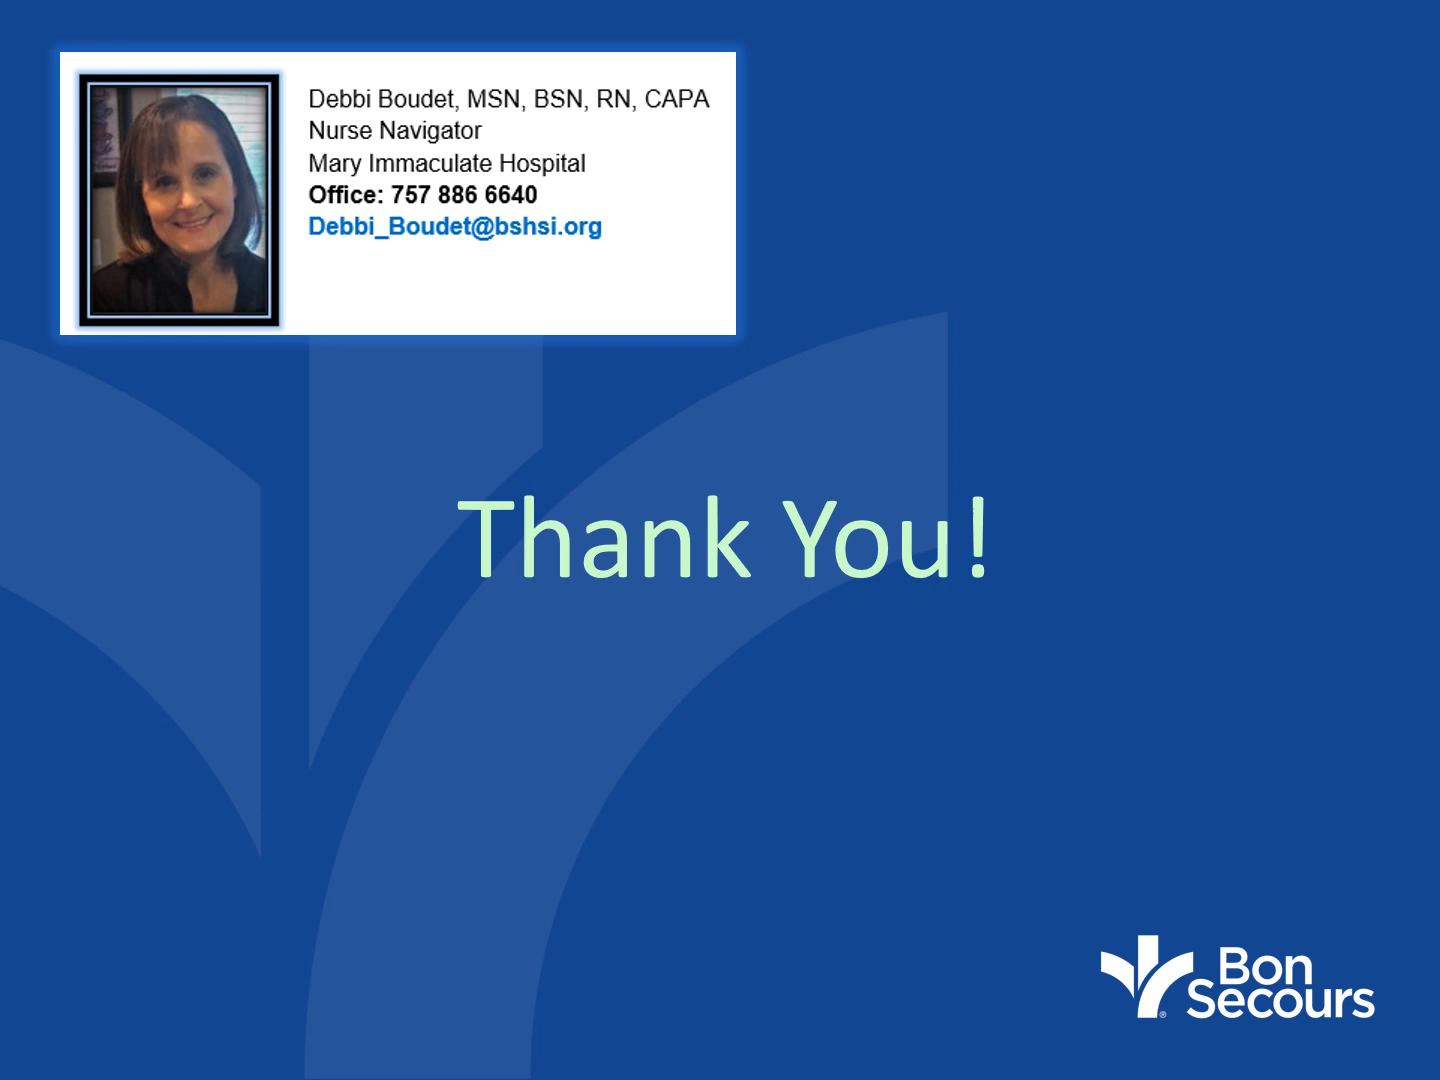 Debbi Boudet, MSN, BSN, RN, CAPA
Nurse Navigator
Mary Immaculate Hospital
Office: 757 886 6640
Debbi_Boudet@bshsi.org
Thank You!
Bon
Secours
®